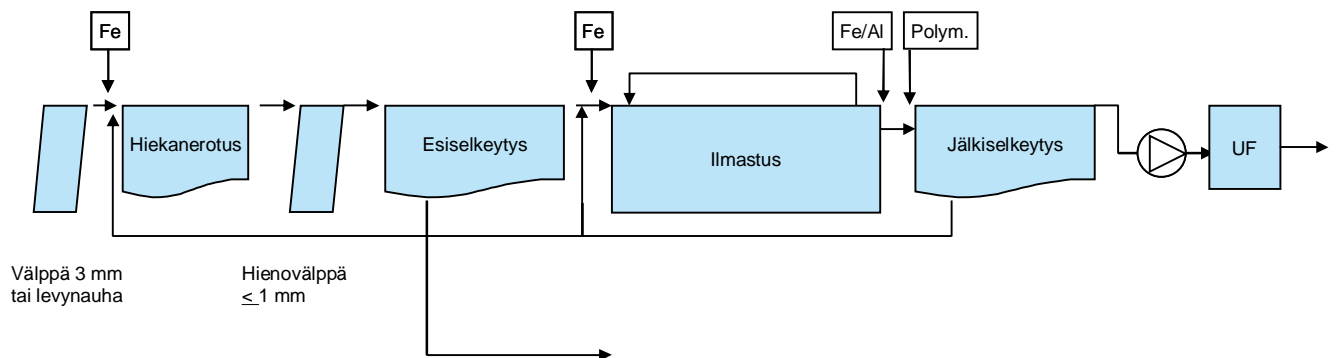 Fe
Fe
Fe/Al
Polym.
Hiekanerotus
Esiselkeytys
Ilmastus
Jälkiselkeytys
UF
Välppä 3 mm
tai levynauha
Hienovälppä
< 1 mm